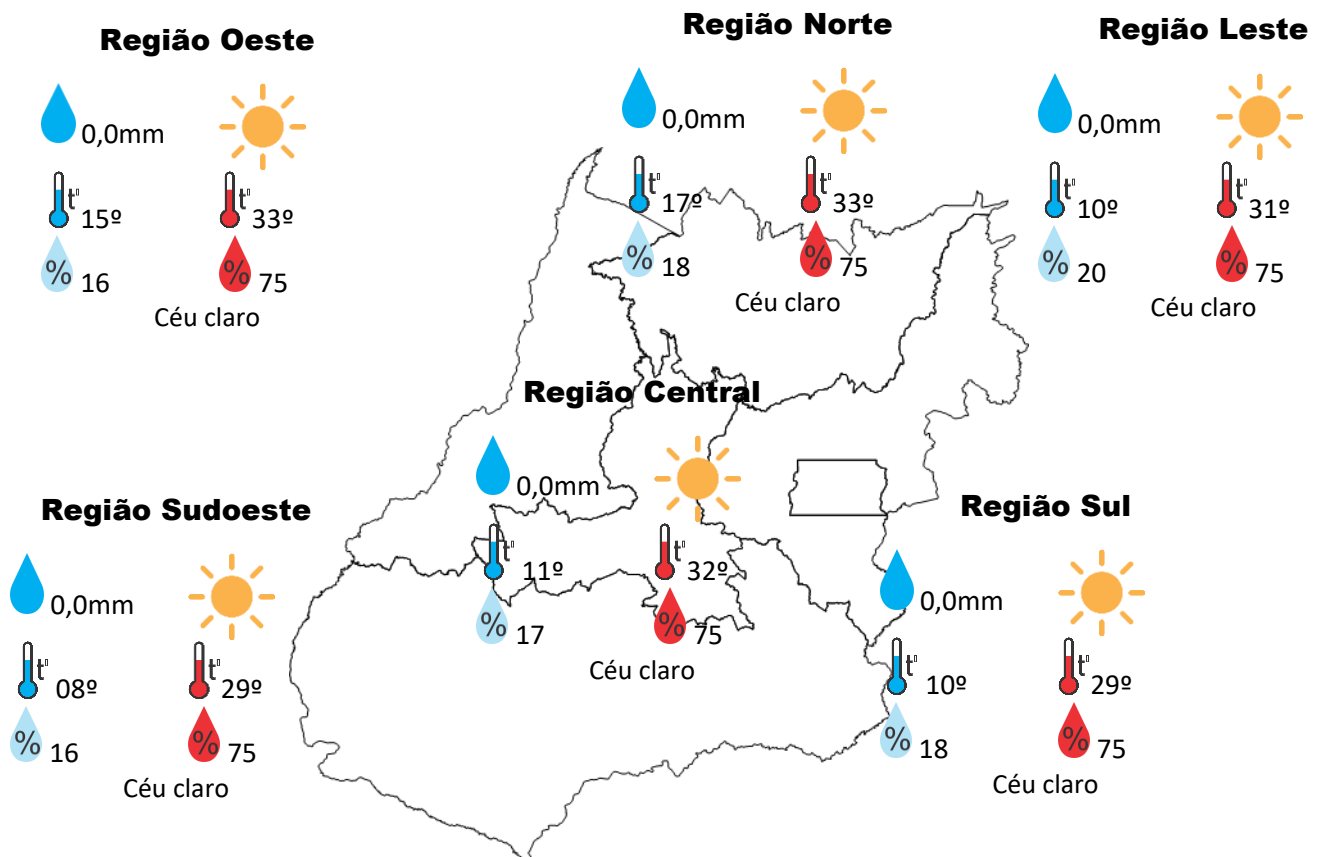 Região Oeste
0,0mm
t°
15º
t°
33º
%
16
%
75
Céu claro
Região Norte
0,0mm
t°
17º
t°
33º
%
18
%
75
Céu claro
Região Leste
0,0mm
t°
10º
t°
31º
%
20
%
75
Céu claro
Região Central
0,0mm
t°
11º
t°
32º
%
17
%
75
Céu claro
Região Sudoeste
0,0mm
t°
08º
t°
29º
%
16
%
75
Céu claro
Região Sul
0,0mm
t°
10º
t°
29º
%
18
%
75
Céu claro